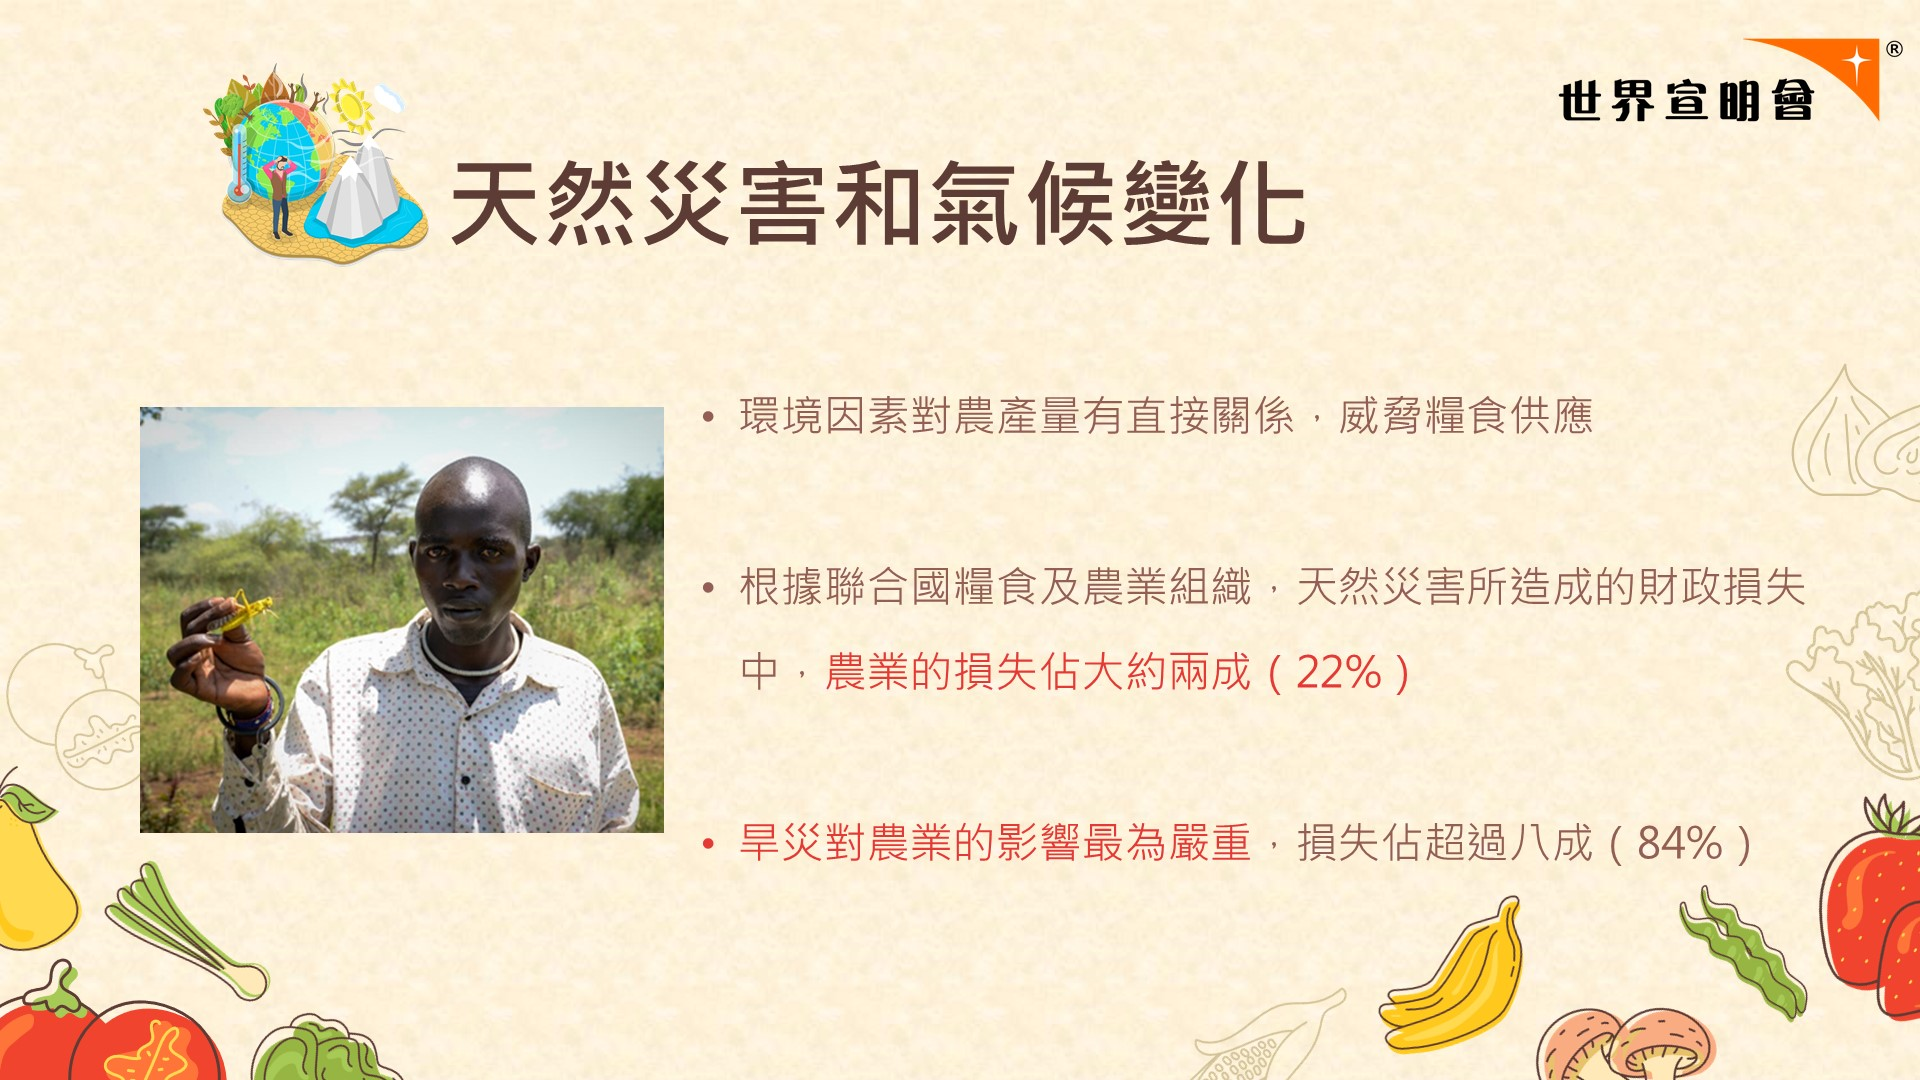 世界宣明會®
天然災害和氣候變化
• 環境因素對農產量有直接關係，威脅糧食供應
• 根據聯合國糧食及農業組織，天然災害所造成的財政損失
中，農業的損失佔大約兩成（22%）
• 旱災對農業的影響最為嚴重，損失佔超過八成（84%）